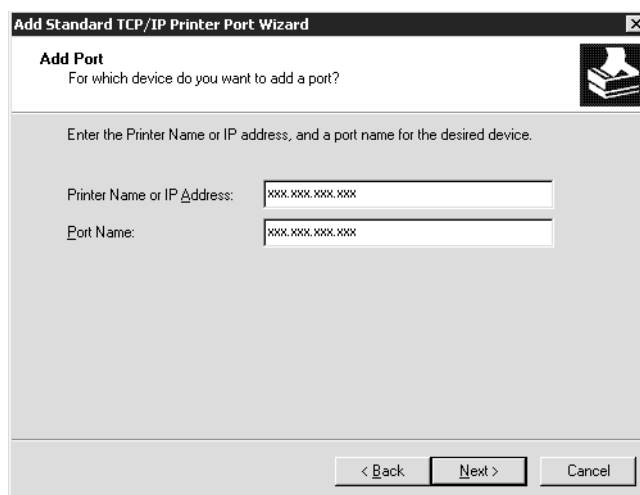 Add Standard TCP/IP Printer Port Wizard
Add Port
For which device do you want to add a port?
Enter the Printer Name or IP address, and a port name for the desired device.
Printer Name or IP Address: xxx.xxx.xxx.xxx
Port Name: xxx.xxx.xxx.xxx
< Back Next > Cancel